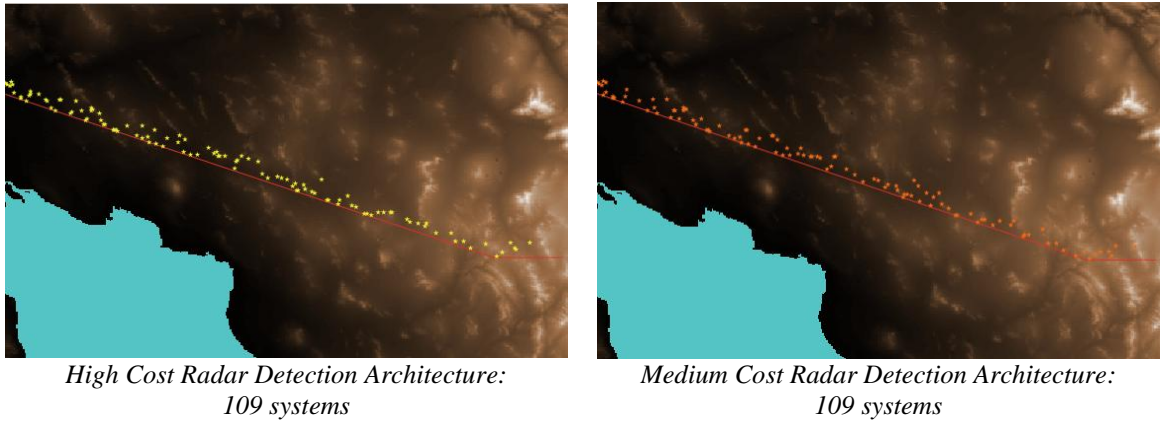 High Cost Radar Detection Architecture:
109 systems
Medium Cost Radar Detection Architecture:
109 systems